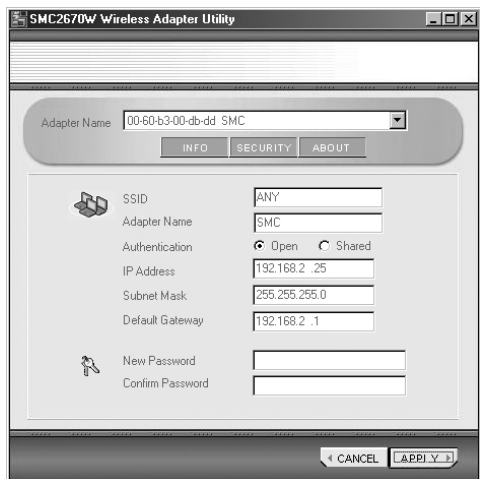 SMC2670W Wireless Adapter Utility
Adapter Name 00-60-b3-00-db-dd SMC
INFO SECURITY ABOUT
SSID ANY
Adapter Name SMC
Authentication Open Shared
IP Address 192.168.2 .25
Subnet Mask 255.255.255.0
Default Gateway 192.168.2 .1
New Password
Confirm Password
CANCEL APPLY